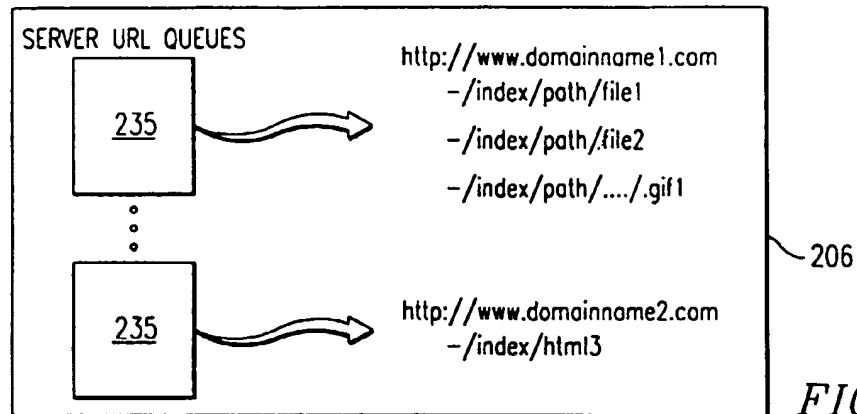 SERVER URL QUEUES
http://www.domainname1.com
-/index/path/file1
235
-/index/path/.file2
-/index/path/..../.gif1
206
http://www.domainname2.com
235
-/index/html3
FIG